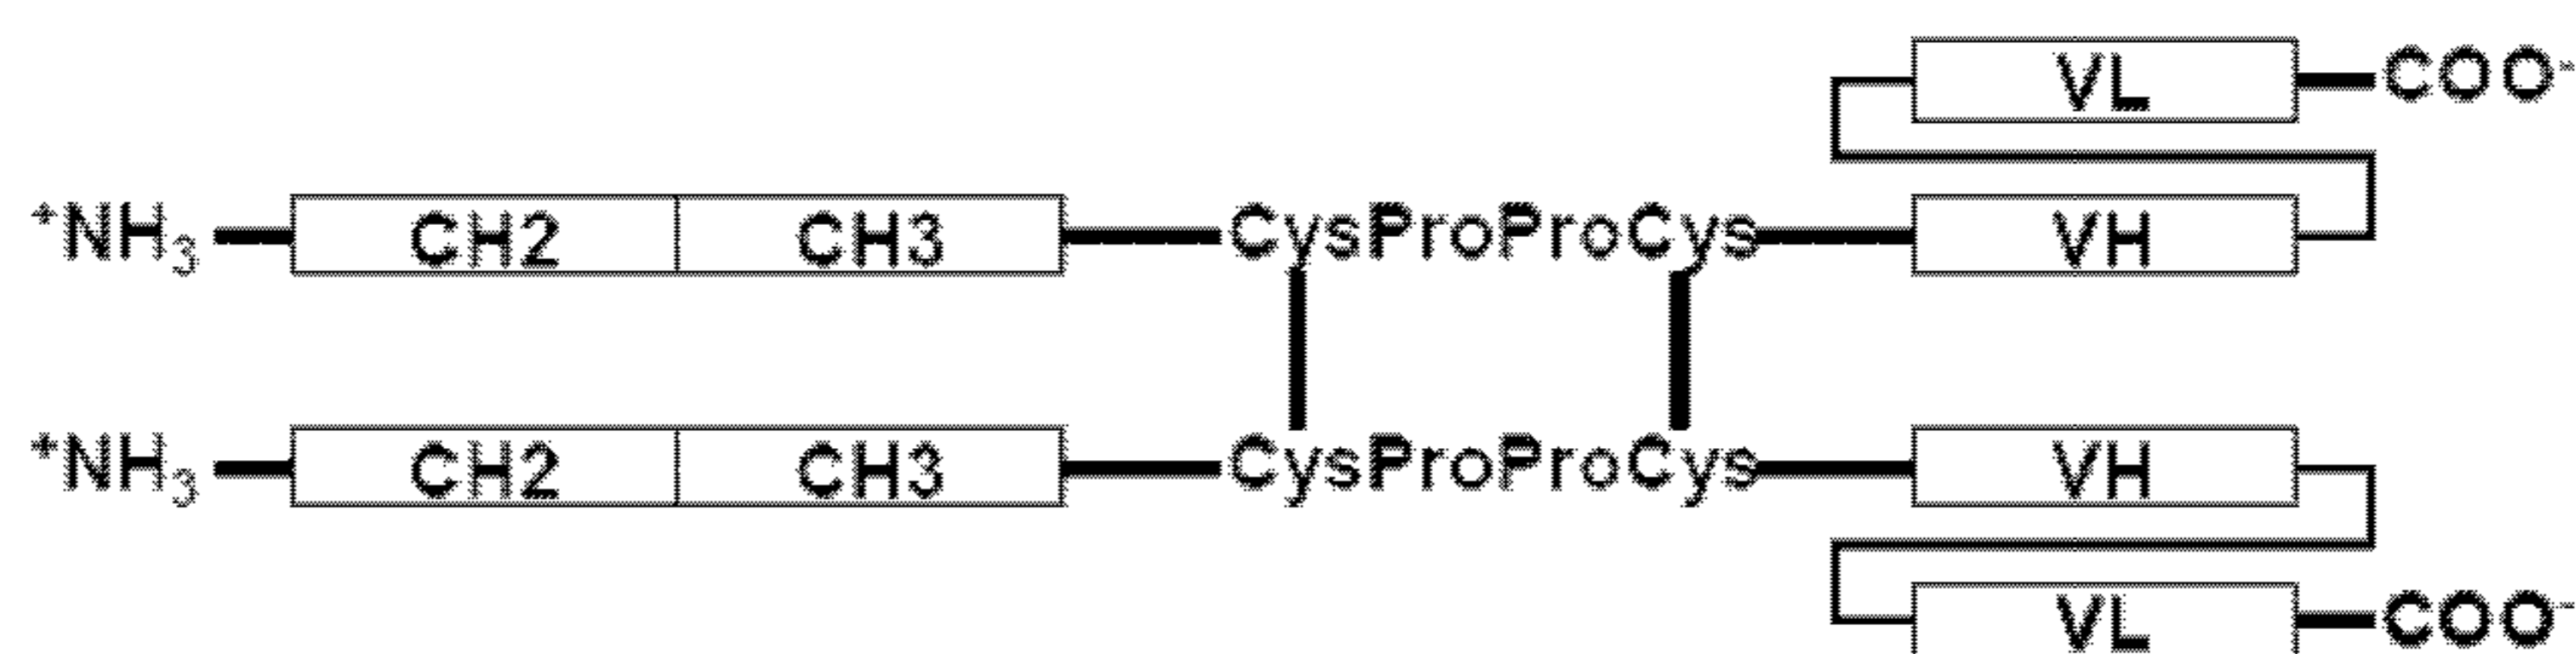 VL COO⁻
⁺NH₃ CH2 CH3 CysProProCys VH
⁺NH₃ CH2 CH3 CysProProCys VH
VL COO⁻